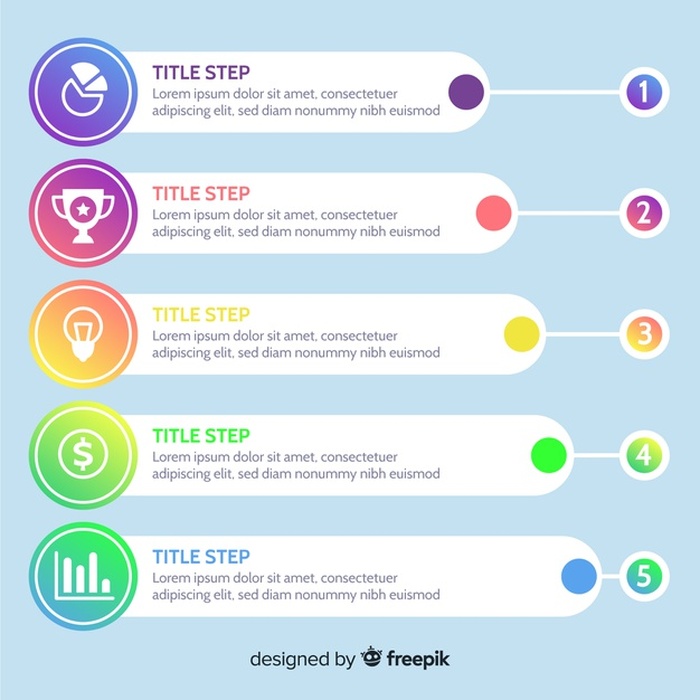 TITLE STEP
Lorem ipsum dolor sit amet, consectetuer
adipiscing elit, sed diam nonummy nibh euismod
1
TITLE STEP
Lorem ipsum dolor sit amet, consectetuer
adipiscing elit, sed diam nonummy nibh euismod
2
TITLE STEP
Lorem ipsum dolor sit amet, consectetuer
adipiscing elit, sed diam nonummy nibh euismod
3
$
TITLE STEP
Lorem ipsum dolor sit amet, consectetuer
adipiscing elit, sed diam nonummy nibh euismod
4
TITLE STEP
Lorem ipsum dolor sit amet, consectetuer
adipiscing elit, sed diam nonummy nibh euismod
5
designed by freepik